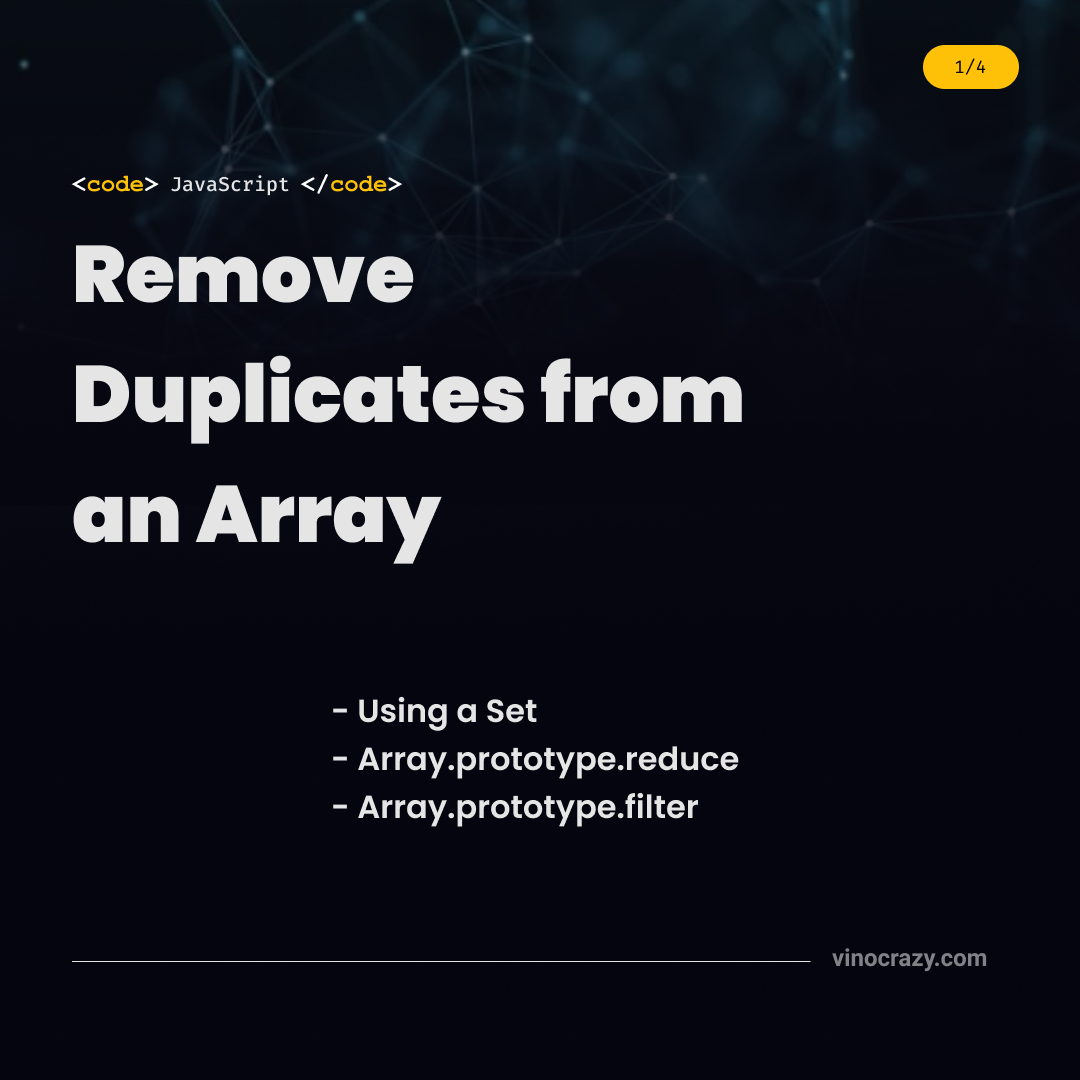 1/4
<code> JavaScript </code>
Remove
Duplicates from
an Array
- Using a Set
- Array.prototype.reduce
- Array.prototype.filter
vinocrazy.com